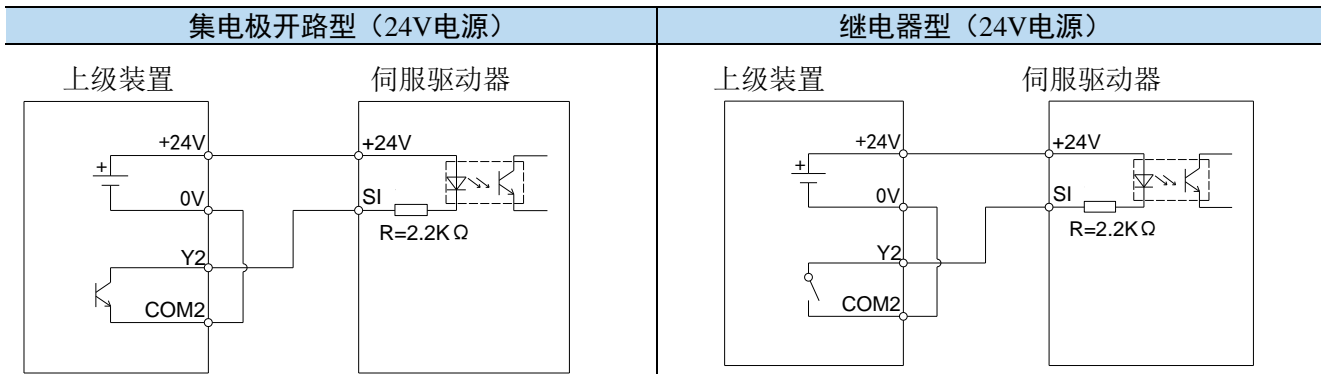 集电极开路型（24V电源）
继电器型（24V电源）
上级装置
伺服驱动器
+24V
+24V
+
0V
SI
R=2.2KΩ
Y2
COM2
上级装置
伺服驱动器
+24V
+24V
+
0V
SI
R=2.2KΩ
Y2
COM2